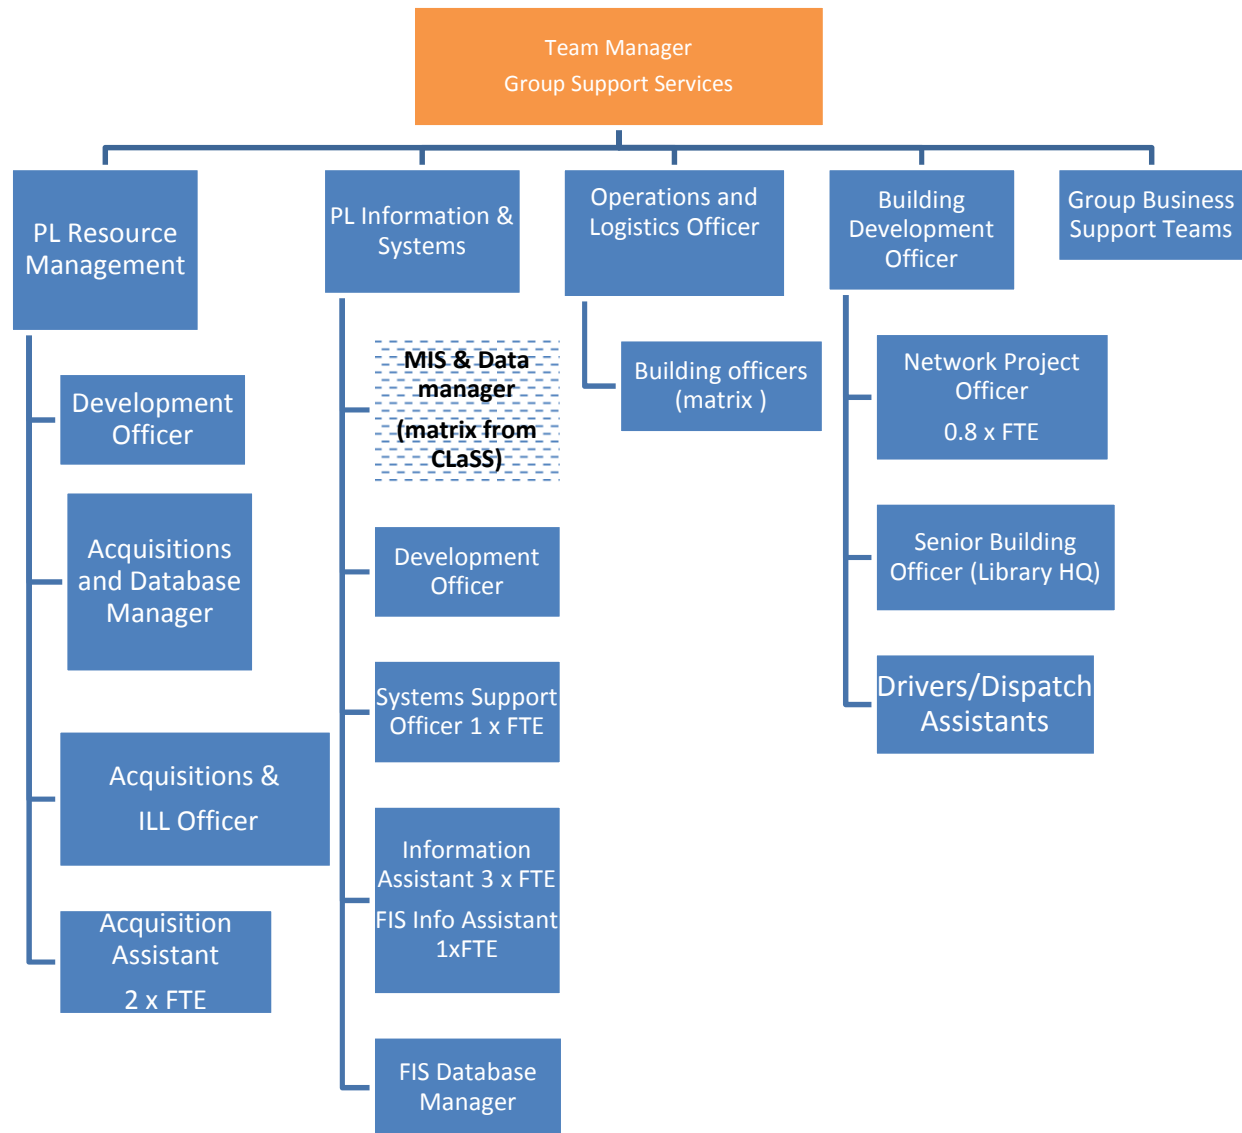 Team Manager
Group Support Services
PL Resource
Management
Development
Officer
Acquisitions
and Database
Manager
Acquisitions &
ILL Officer
Acquisition
Assistant
2 x FTE
PL Information &
Systems
MIS & Data
manager
(matrix from
CLaSS)
Development
Officer
Systems Support
Officer 1 x FTE
Information
Assistant 3 x FTE
FIS Info Assistant
1xFTE
FIS Database
Manager
Operations and
Logistics Officer
Building officers
(matrix )
Building
Development
Officer
Network Project
Officer
0.8 x FTE
Senior Building
Officer (Library HQ)
Drivers/Dispatch
Assistants
Group Business
Support Teams